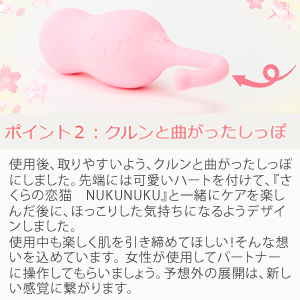 ポイント２：クルンと曲がったしっぽ
使用後、取りやすいよう、クルンと曲がったしっぽ
にしました。先端には可愛いハートを付けて、『さ
くらの恋猫　NUKUNUKU』と一緒にケアを楽し
んだ後に、ほっこりした気持ちになるようデザイ
ンしました。
使用中も楽しく肌を引き締めてほしい！そんな想
いを込めています。 女性が使用してパートナー
に操作してもらいましょう。予想外の展開は、新し
い感覚に繋がります。